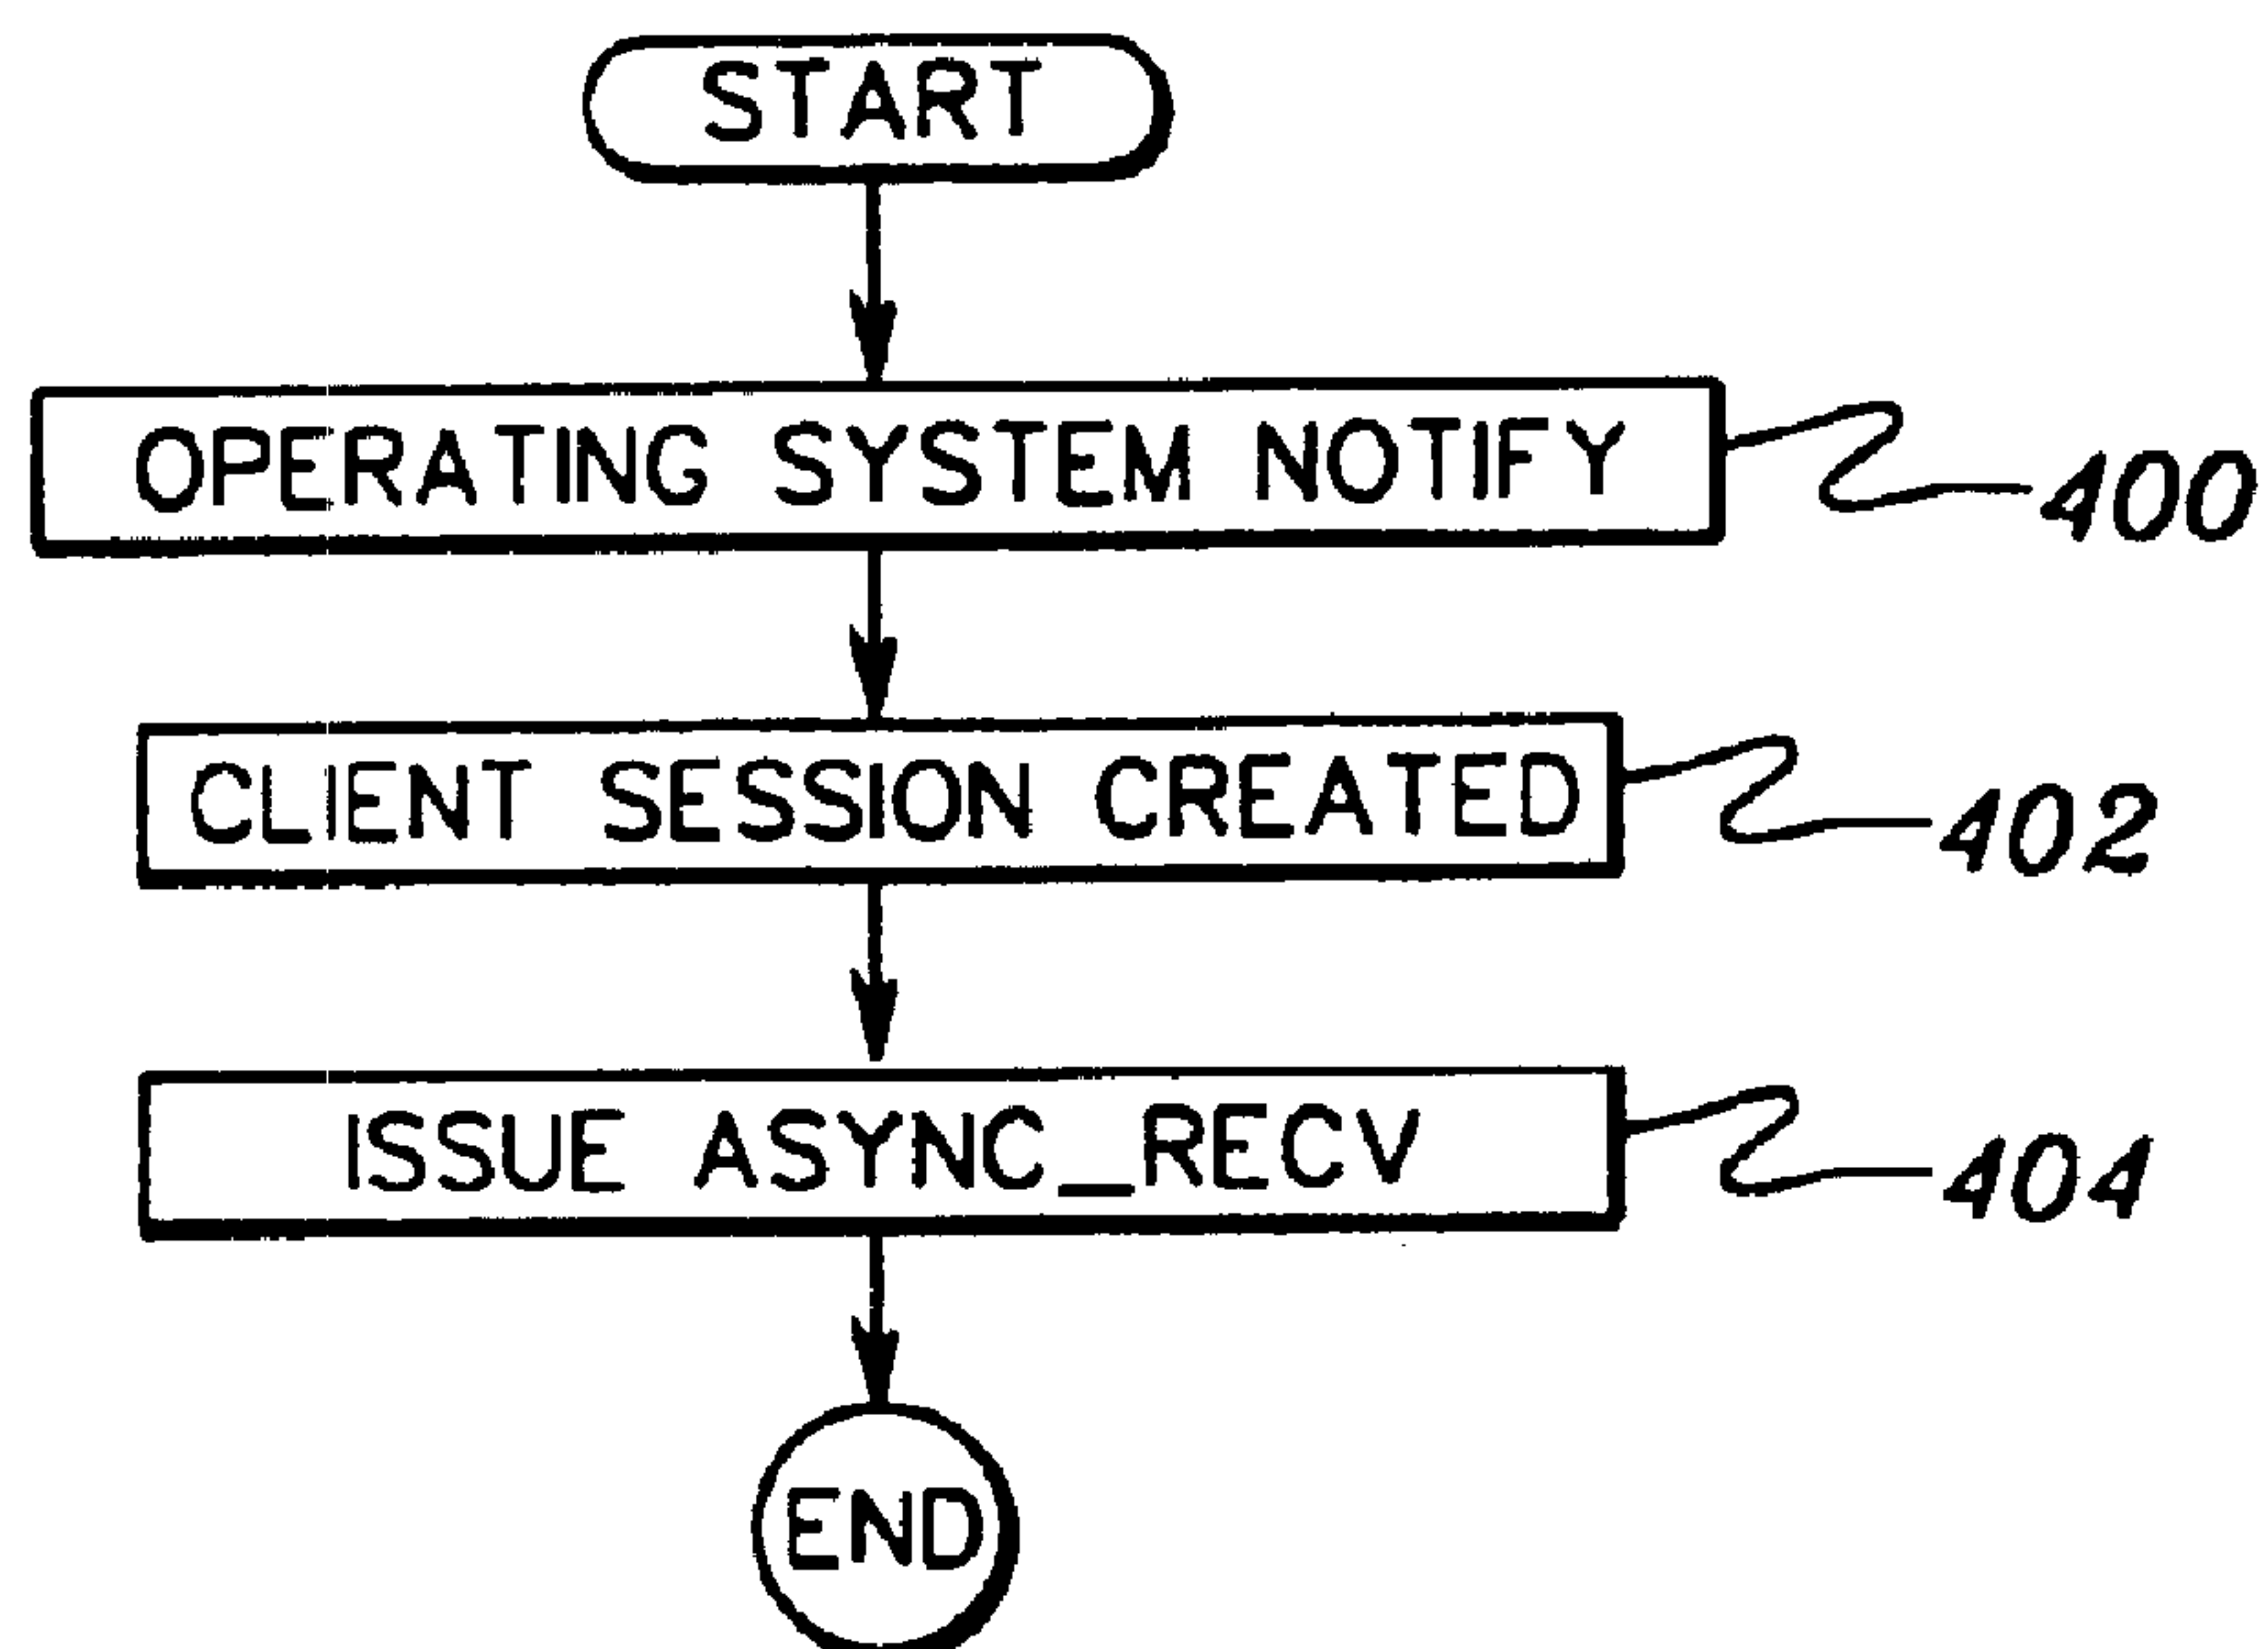 START
OPERATING SYSTEM NOTIFY
400
CLIENT SESSION CREATED
402
ISSUE ASYNC_RECV
404
END